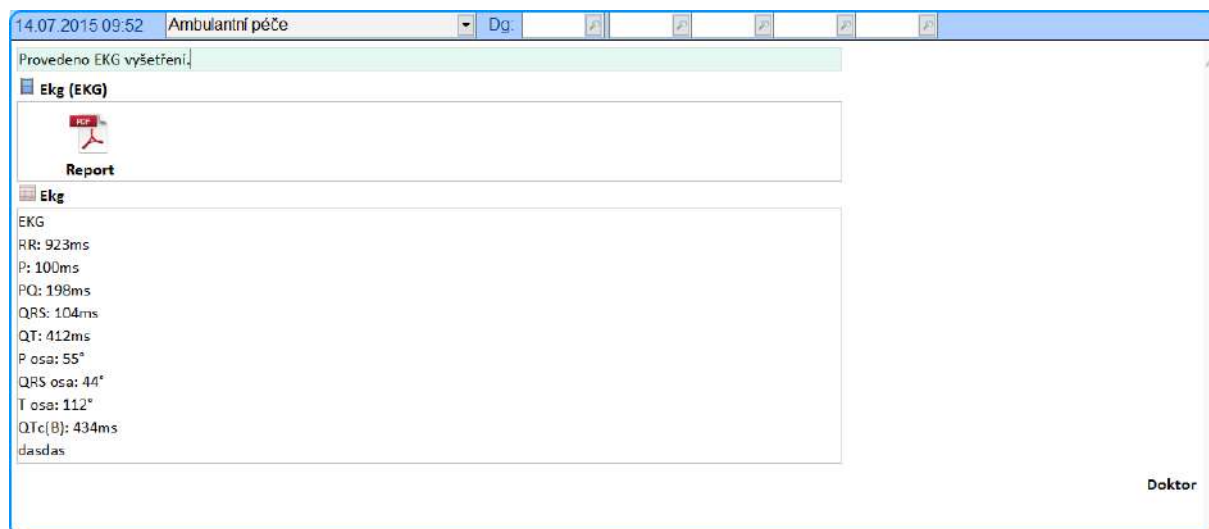 14.07.2015 09:52 Ambulantní péče Dg:
Provedeno EKG vyšetření.
Ekg (EKG)
PDF
Report
Ekg
EKG
RR: 923ms
P: 100ms
PQ: 198ms
QRS: 104ms
QT: 412ms
P osa: 55°
QRS osa: 44°
T osa: 112°
QTc(B): 434ms
dasdas
Doktor